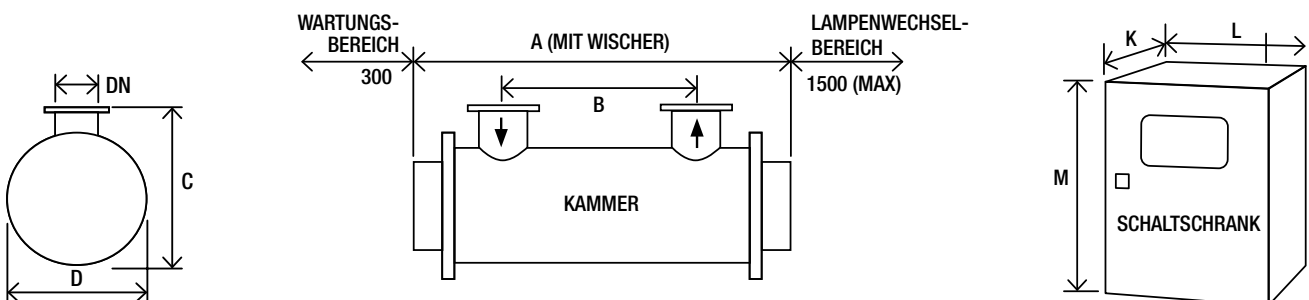 DN
C
D
WARTUNGS-
BEREICH
300
A (MIT WISCHER)
LAMPENWECHSEL-
BEREICH
1500 (MAX)
B
KAMMER
K
L
M
SCHALTSCHRANK